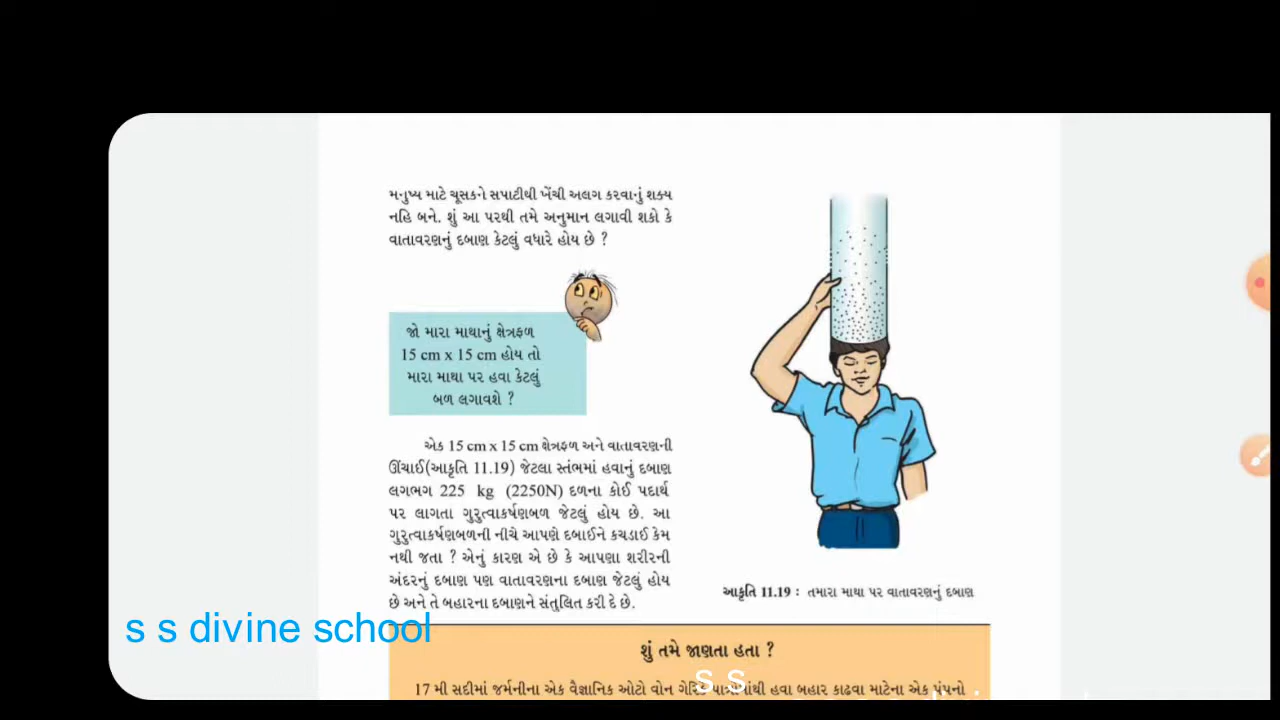 મનુષ્ય માટે ચૂસકને સપાટીથી ખેંચી અલગ કરવાનું શક્ય
નહિ બને. શું આ પરથી તમે અનુમાન લગાવી શકો કે
વાતાવરણનું દબાણ કેટલું વધારે હોય છે ?
જો મારા માથાનું ક્ષેત્રફળ
15 cm x 15 cm હોય તો
મારા માથા પર હવા કેટલું
બળ લગાવશે ?
એક 15 cm x 15 cm ક્ષેત્રફળ અને વાતાવરણની
ઊંચાઈ(આકૃતિ 11.19) જેટલા સ્તંભમાં હવાનું દબાણ
લગભગ 225 kg (2250N) દળના કોઈ પદાર્થ
પર લાગતા ગુરુત્વાકર્ષણબળ જેટલું હોય છે. આ
ગુરુત્વાકર્ષણબળની નીચે આપણે દબાઈને કચડાઈ કેમ
નથી જતા ? એનું કારણ એ છે કે આપણા શરીરની
અંદરનું દબાણ પણ વાતાવરણના દબાણ જેટલું હોય
છે અને તે બહારના દબાણને સંતુલિત કરી દે છે.
આકૃતિ 11.19 : તમારા માથા પર વાતાવરણનું દબાણ
s s divine school
શું તમે જાણતા હતા ?
s s
17 મી સદીમાં જર્મનીના એક વૈજ્ઞાનિક ઓટો વોન ગેરિક પાત્રોમાંથી હવા બહાર કાઢવા માટેના એક પંપનો